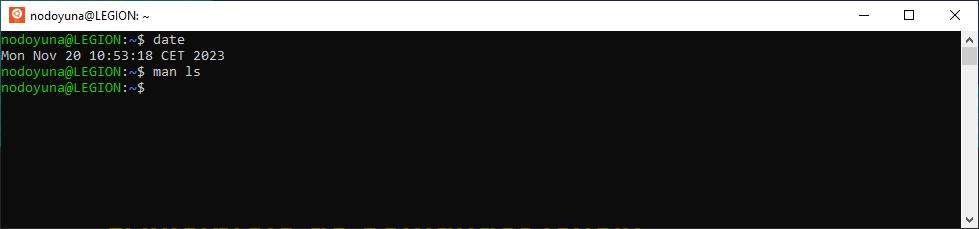 nodoyuna@LEGION: ~
nodoyuna@LEGION:~$ date
Mon Nov 20 10:53:18 CET 2023
nodoyuna@LEGION:~$ man ls
nodoyuna@LEGION:~$